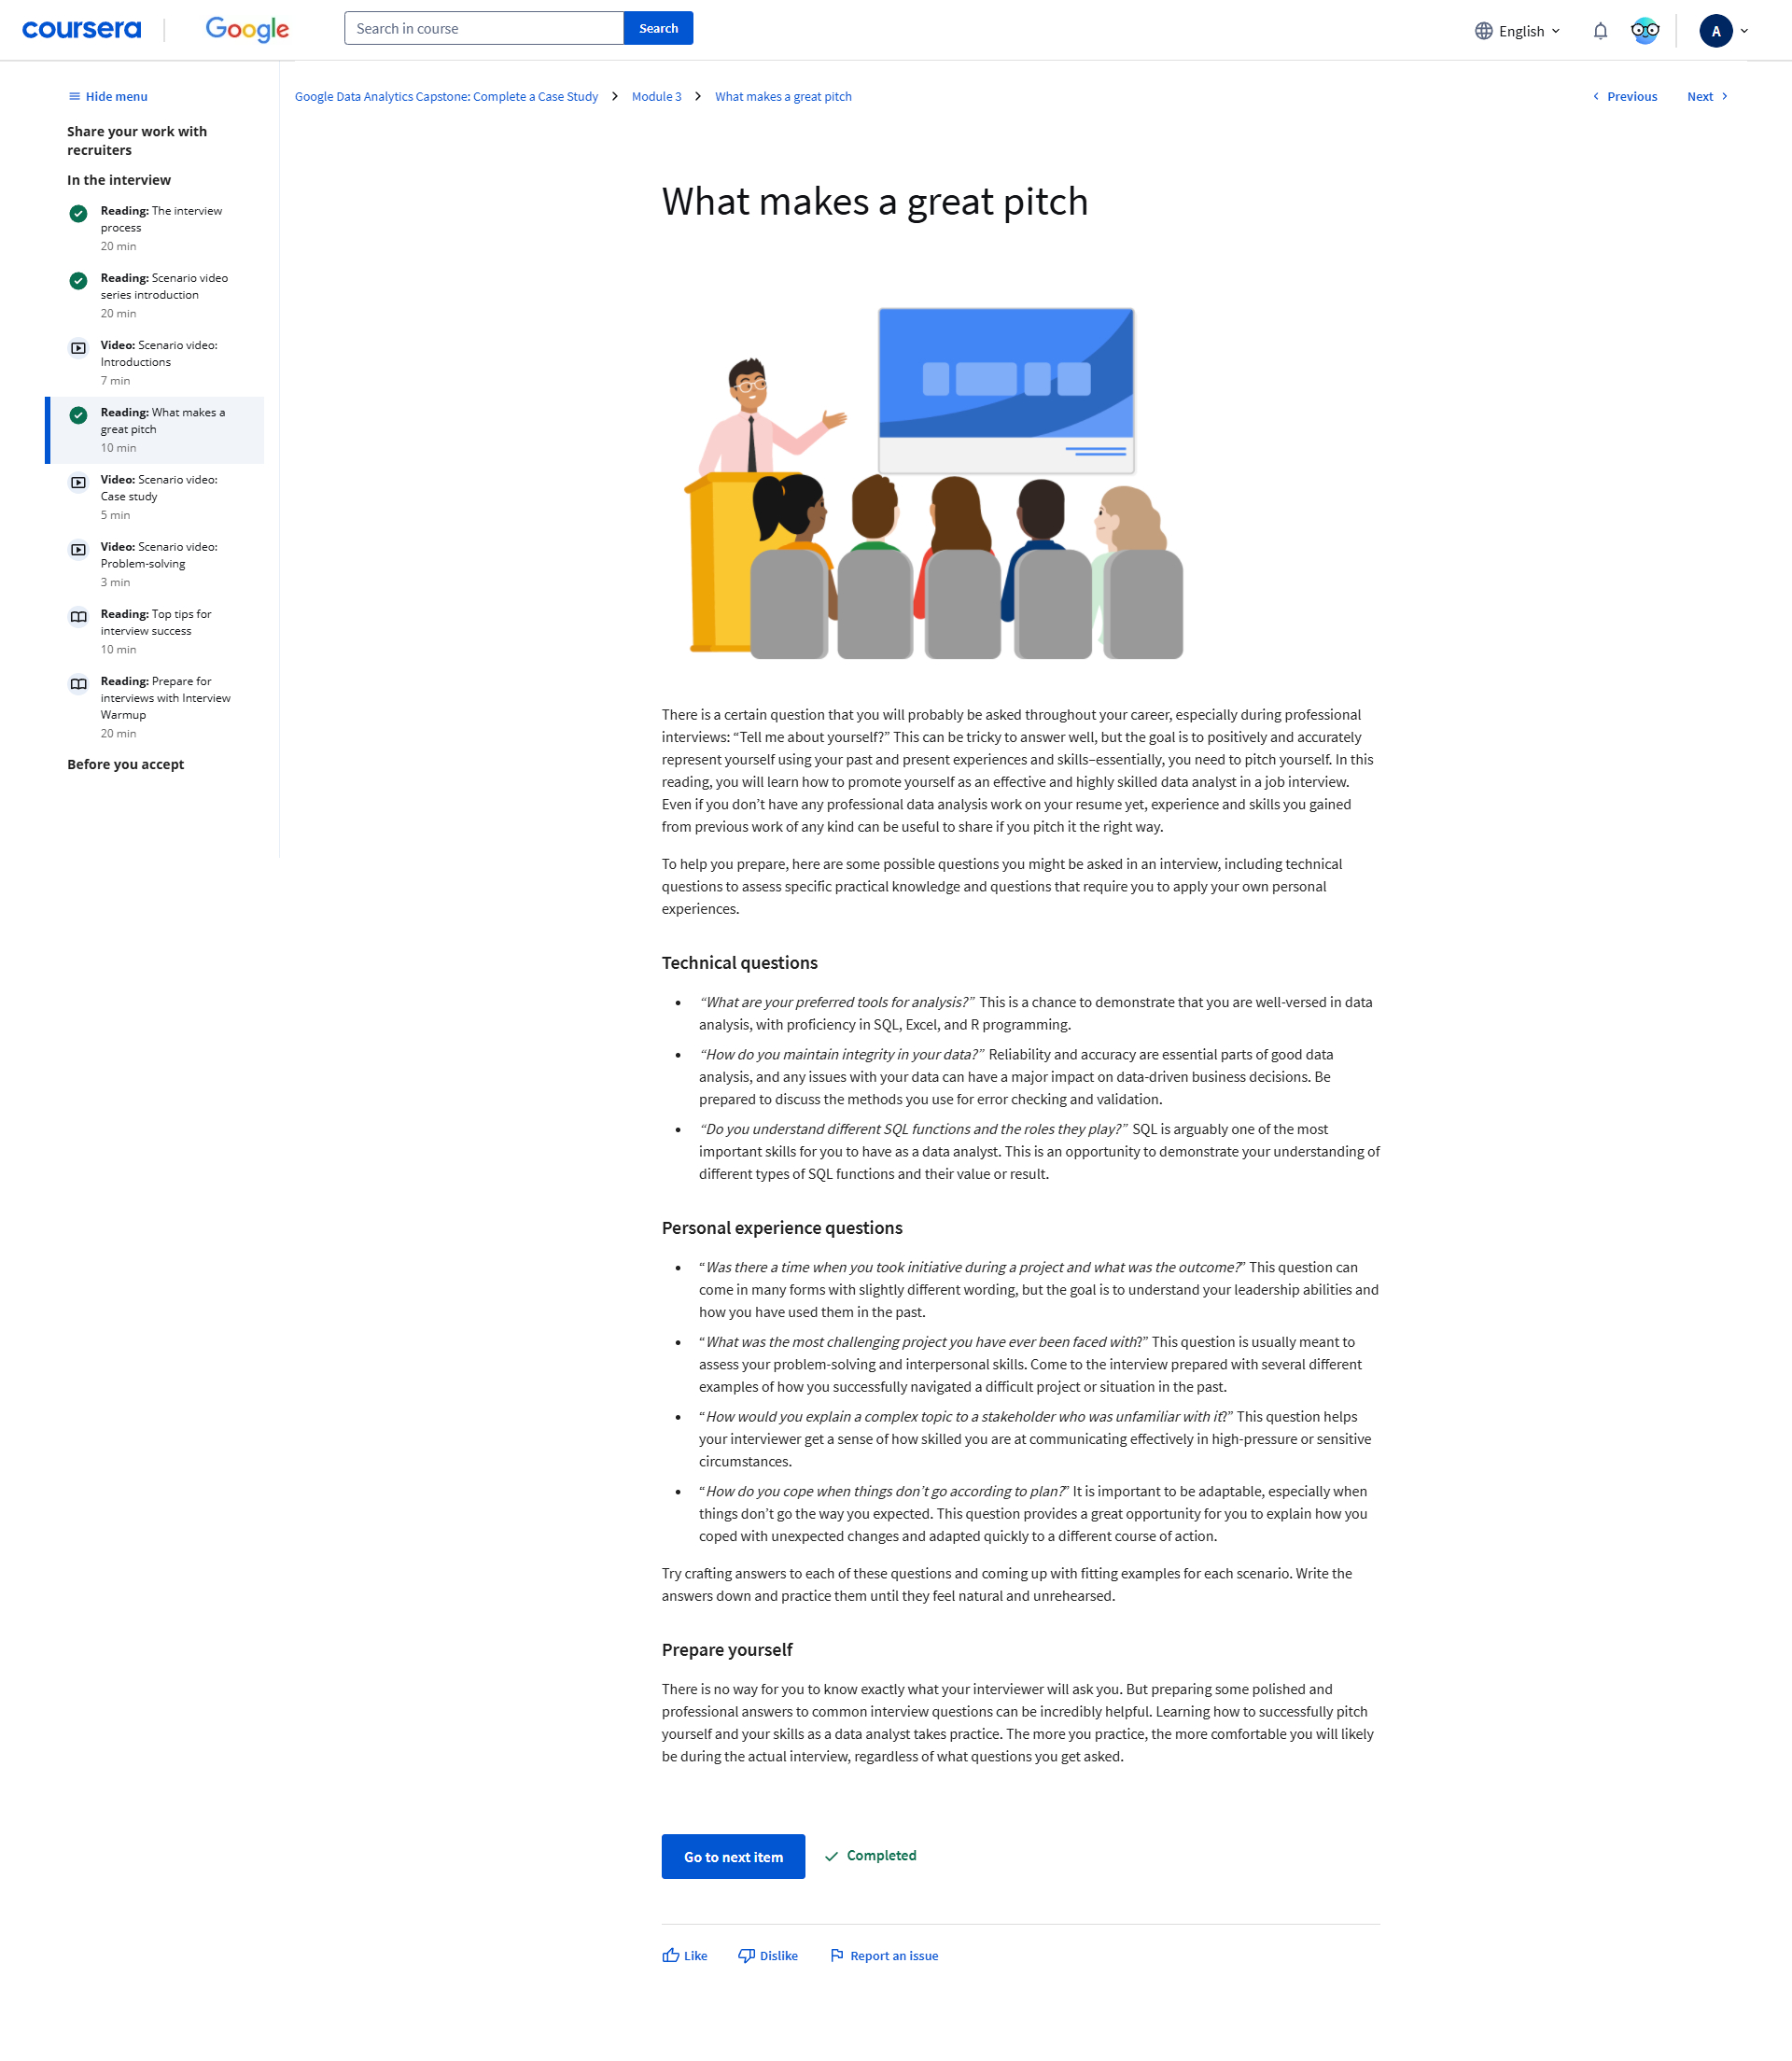 coursera
Google
Search in course
Search
English
A
Hide menu
Share your work with
recruiters
In the interview
Reading: The interview
process
20 min
Reading: Scenario video
series introduction
20 min
Video: Scenario video:
Introductions
7 min
Reading: What makes a
great pitch
10 min
Video: Scenario video:
Case study
5 min
Video: Scenario video:
Problem-solving
3 min
Reading: Top tips for
interview success
10 min
Reading: Prepare for
interviews with Interview
Warmup
20 min
Before you accept
Google Data Analytics Capstone: Complete a Case Study
Module 3
What makes a great pitch
Previous
Next
What makes a great pitch
There is a certain question that you will probably be asked throughout your career, especially during professional
interviews: “Tell me about yourself?” This can be tricky to answer well, but the goal is to positively and accurately
represent yourself using your past and present experiences and skills–essentially, you need to pitch yourself. In this
reading, you will learn how to promote yourself as an effective and highly skilled data analyst in a job interview.
Even if you don’t have any professional data analysis work on your resume yet, experience and skills you gained
from previous work of any kind can be useful to share if you pitch it the right way.
To help you prepare, here are some possible questions you might be asked in an interview, including technical
questions to assess specific practical knowledge and questions that require you to apply your own personal
experiences.
Technical questions
• “What are your preferred tools for analysis?” This is a chance to demonstrate that you are well-versed in data
analysis, with proficiency in SQL, Excel, and R programming.
• “How do you maintain integrity in your data?” Reliability and accuracy are essential parts of good data
analysis, and any issues with your data can have a major impact on data-driven business decisions. Be
prepared to discuss the methods you use for error checking and validation.
• “Do you understand different SQL functions and the roles they play?” SQL is arguably one of the most
important skills for you to have as a data analyst. This is an opportunity to demonstrate your understanding of
different types of SQL functions and their value or result.
Personal experience questions
• “Was there a time when you took initiative during a project and what was the outcome?” This question can
come in many forms with slightly different wording, but the goal is to understand your leadership abilities and
how you have used them in the past.
• “What was the most challenging project you have ever been faced with?” This question is usually meant to
assess your problem-solving and interpersonal skills. Come to the interview prepared with several different
examples of how you successfully navigated a difficult project or situation in the past.
• “How would you explain a complex topic to a stakeholder who was unfamiliar with it?” This question helps
your interviewer get a sense of how skilled you are at communicating effectively in high-pressure or sensitive
circumstances.
• “How do you cope when things don’t go according to plan?” It is important to be adaptable, especially when
things don’t go the way you expected. This question provides a great opportunity for you to explain how you
coped with unexpected changes and adapted quickly to a different course of action.
Try crafting answers to each of these questions and coming up with fitting examples for each scenario. Write the
answers down and practice them until they feel natural and unrehearsed.
Prepare yourself
There is no way for you to know exactly what your interviewer will ask you. But preparing some polished and
professional answers to common interview questions can be incredibly helpful. Learning how to successfully pitch
yourself and your skills as a data analyst takes practice. The more you practice, the more comfortable you will likely
be during the actual interview, regardless of what questions you get asked.
Go to next item
Completed
Like
Dislike
Report an issue